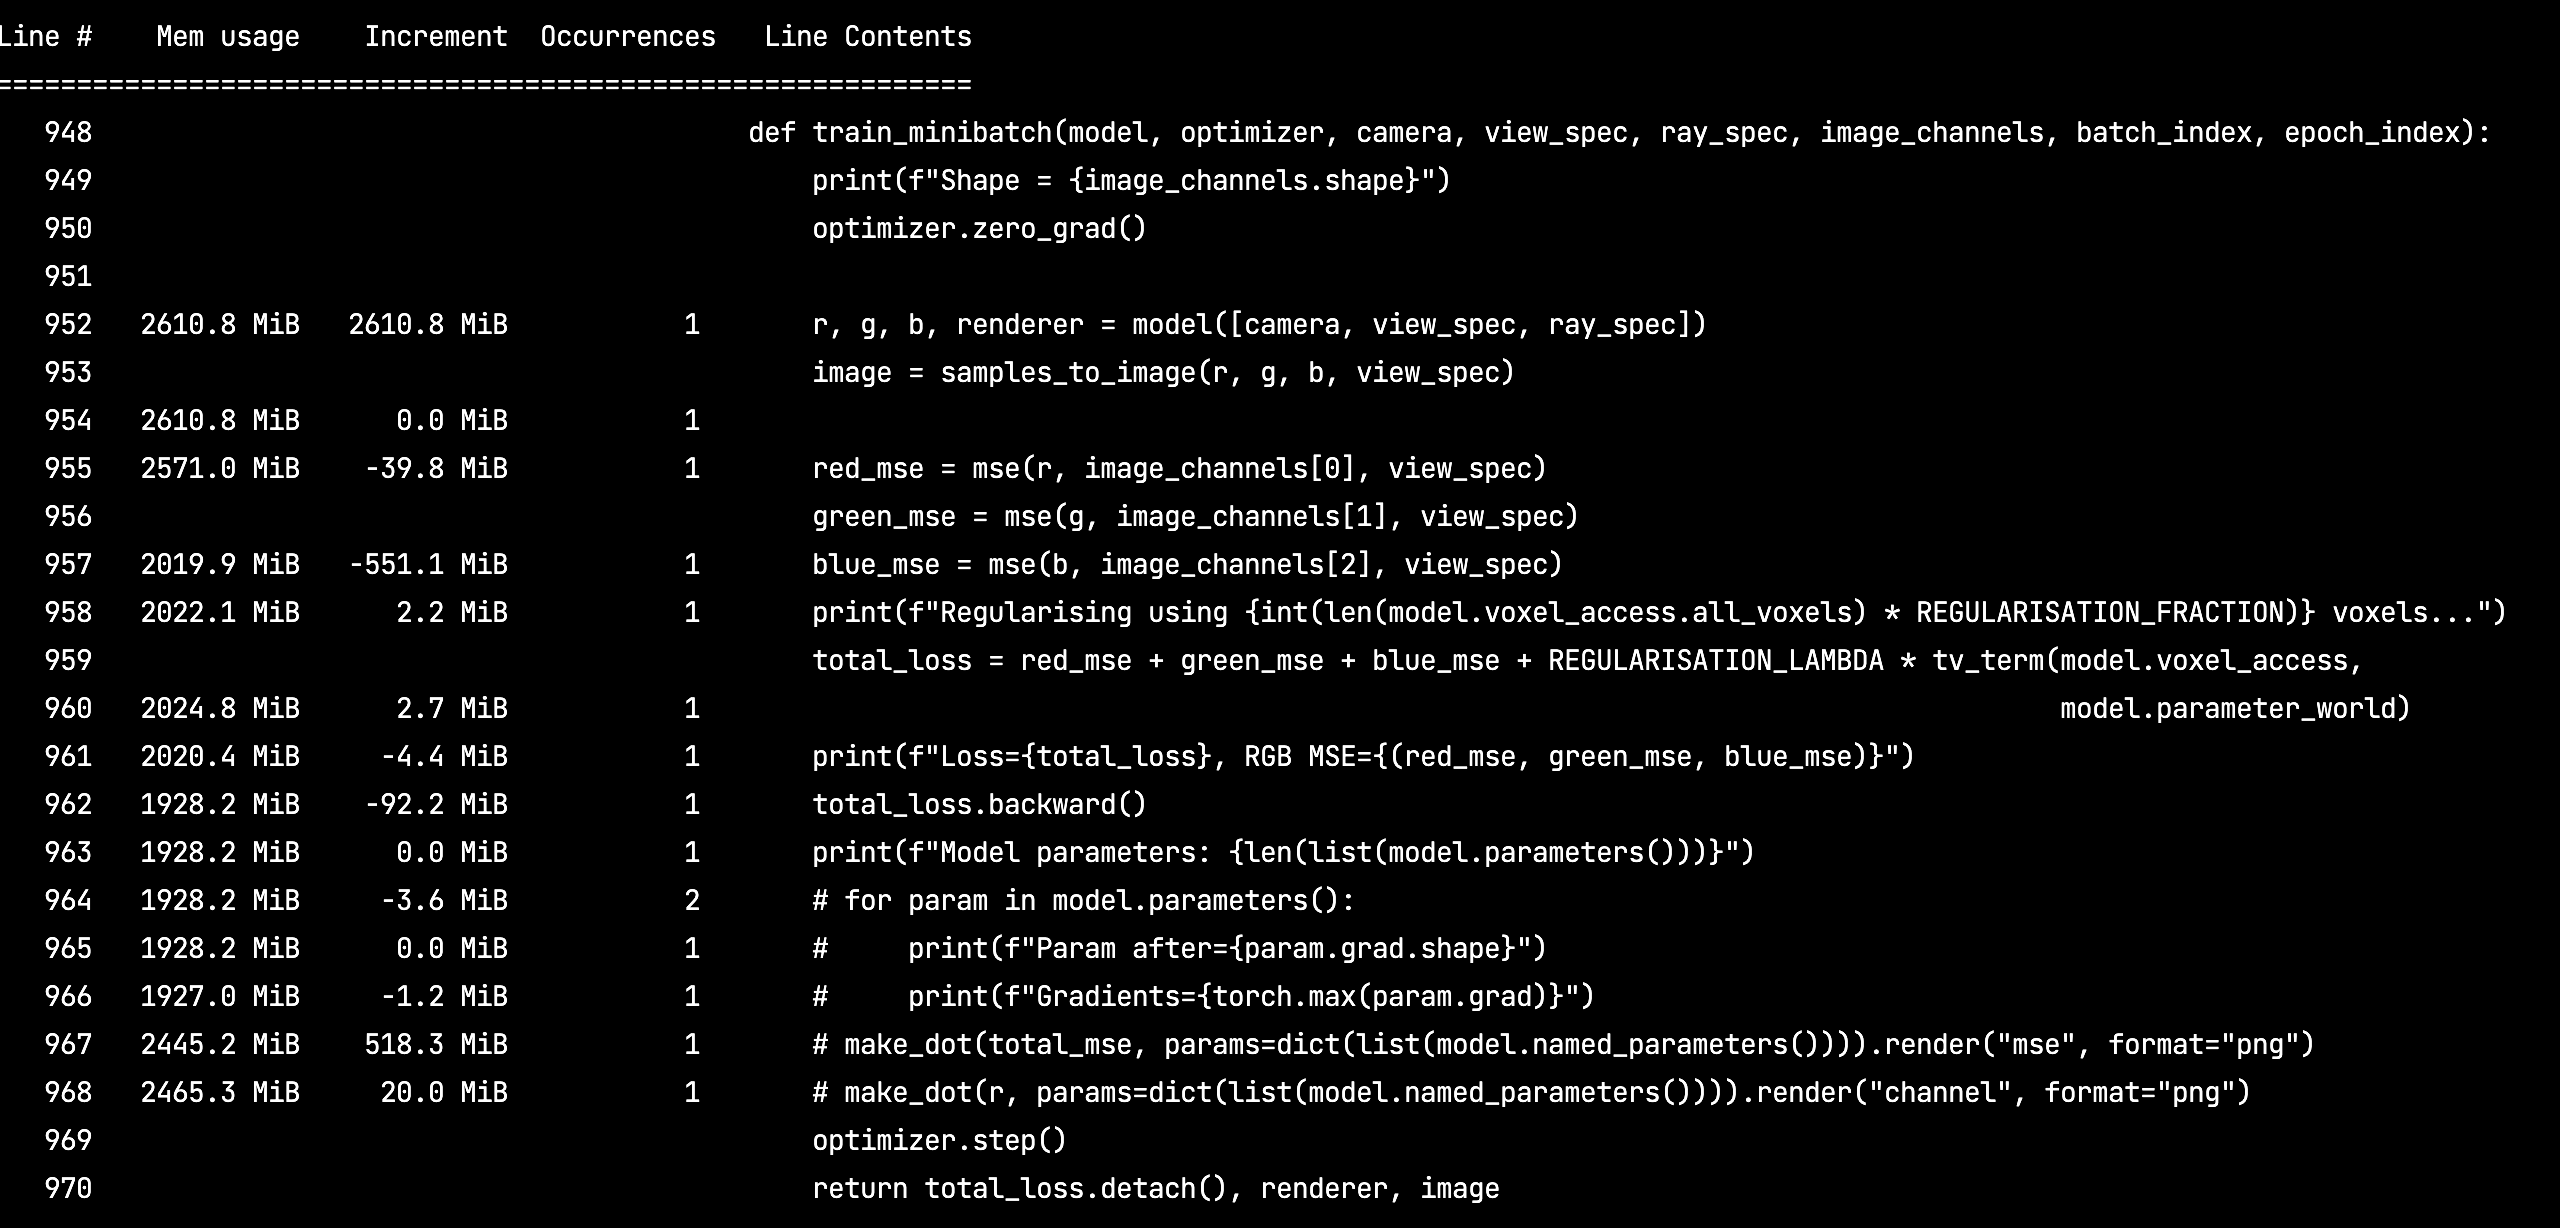 Line #    Mem usage    Increment  Occurrences   Line Contents
=============================================================
   948                                         def train_minibatch(model, optimizer, camera, view_spec, ray_spec, image_channels, batch_index, epoch_index):
   949                                             print(f"Shape = {image_channels.shape}")
   950                                             optimizer.zero_grad()
   951
   952   2610.8 MiB   2610.8 MiB           1       r, g, b, renderer = model([camera, view_spec, ray_spec])
   953                                             image = samples_to_image(r, g, b, view_spec)
   954   2610.8 MiB      0.0 MiB           1
   955   2571.0 MiB    -39.8 MiB           1       red_mse = mse(r, image_channels[0], view_spec)
   956                                             green_mse = mse(g, image_channels[1], view_spec)
   957   2019.9 MiB   -551.1 MiB           1       blue_mse = mse(b, image_channels[2], view_spec)
   958   2022.1 MiB      2.2 MiB           1       print(f"Regularising using {int(len(model.voxel_access.all_voxels) * REGULARISATION_FRACTION)} voxels...")
   959                                             total_loss = red_mse + green_mse + blue_mse + REGULARISATION_LAMBDA * tv_term(model.voxel_access,
   960   2024.8 MiB      2.7 MiB           1                                                                                     model.parameter_world)
   961   2020.4 MiB     -4.4 MiB           1       print(f"Loss={total_loss}, RGB MSE={(red_mse, green_mse, blue_mse)}")
   962   1928.2 MiB    -92.2 MiB           1       total_loss.backward()
   963   1928.2 MiB      0.0 MiB           1       print(f"Model parameters: {len(list(model.parameters()))}")
   964   1928.2 MiB     -3.6 MiB           2       # for param in model.parameters():
   965   1928.2 MiB      0.0 MiB           1       #     print(f"Param after={param.grad.shape}")
   966   1927.0 MiB     -1.2 MiB           1       #     print(f"Gradients={torch.max(param.grad)}")
   967   2445.2 MiB    518.3 MiB           1       # make_dot(total_mse, params=dict(list(model.named_parameters()))).render("mse", format="png")
   968   2465.3 MiB     20.0 MiB           1       # make_dot(r, params=dict(list(model.named_parameters()))).render("channel", format="png")
   969                                             optimizer.step()
   970                                             return total_loss.detach(), renderer, image